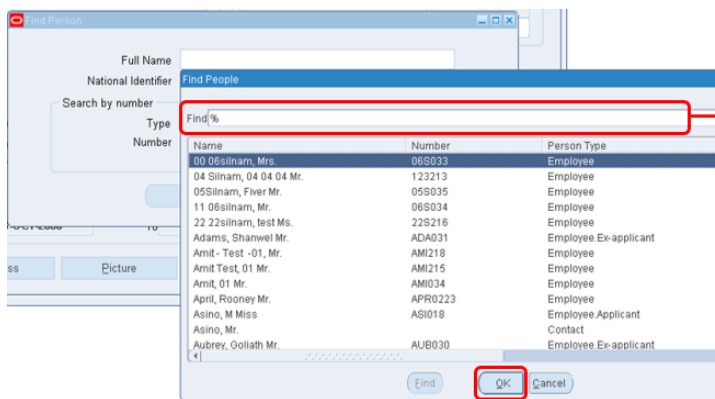 Find Person
Full Name
National Identifier
Search by number
Type
Number
Find People
Find %
Name Number Person Type
00 06silnam, Mrs. 06S033 Employee
04 Silnam, 04 04 04 Mr. 123213 Employee
05Silnam, Fiver Mr. 05S035 Employee
11 06silnam, Mr. 06S034 Employee
22 22silnam, test Ms. 22S216 Employee
Adams, Shanwel Mr. ADA031 Employee.Ex-applicant
Amit - Test -01, Mr. AMI218 Employee
Amit Test, 01 Mr. AMI215 Employee
Amit, 01 Mr. AMI034 Employee
April, Rooney Mr. APR0223 Employee
Asino, M Miss ASI018 Employee.Applicant
Asino, Mr. Contact
Aubrey, Goliath Mr. AUB030 Employee.Ex-applicant
ss Picture
Find OK Cancel